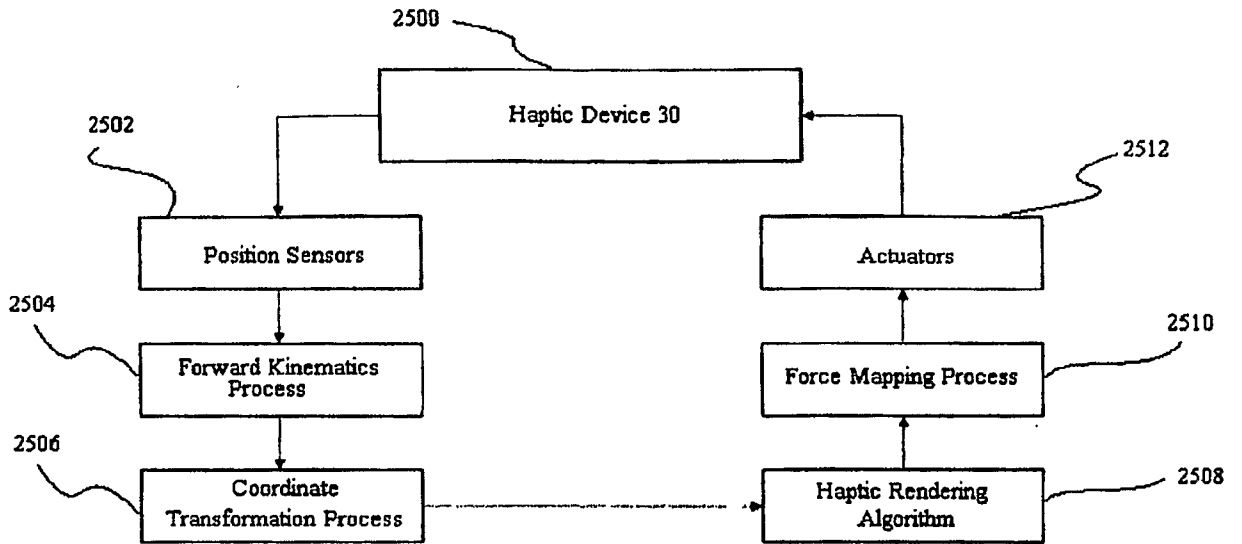 2500
Haptic Device 30
2502
2512
Position Sensors
Actuators
2504
2510
Forward Kinematics
Process
Force Mapping Process
2506
2508
Coordinate
Transformation Process
Haptic Rendering
Algorithm